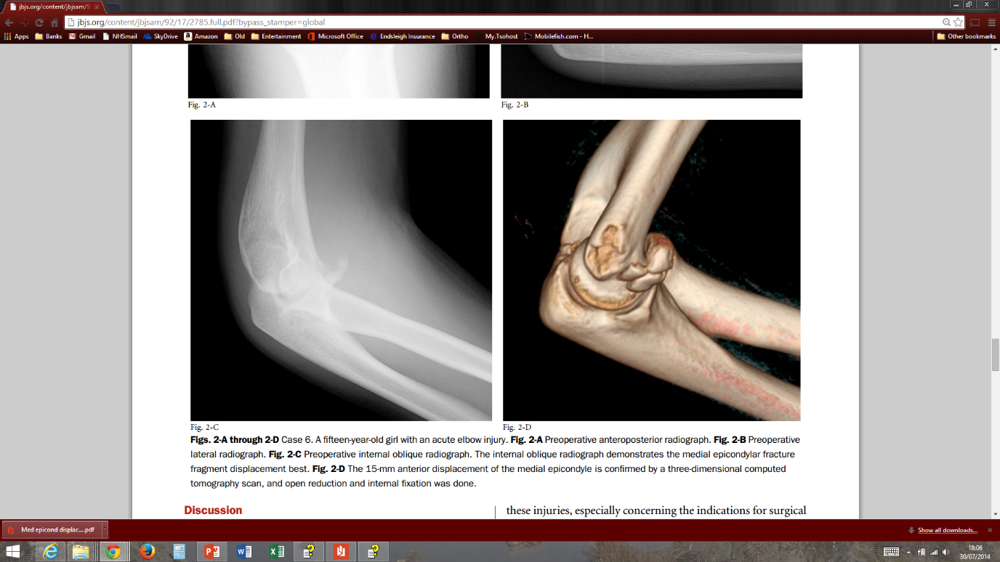 jbjs.org/content/jbjsam/9
jbjs.org/content/jbjsam/92/17/2785.full.pdf?bypass_stamper=global
Apps Banks Gmail NHSmail SkyDrive Amazon Old Entertainment Microsoft Office Endsleigh Insurance Ortho My.Tsohost Mobilefish.com - H... Other bookmarks
Fig. 2-A
Fig. 2-B
Fig. 2-C
Fig. 2-D
Figs. 2-A through 2-D Case 6. A fifteen-year-old girl with an acute elbow injury. Fig. 2-A Preoperative anteroposterior radiograph. Fig. 2-B Preoperative
lateral radiograph. Fig. 2-C Preoperative internal oblique radiograph. The internal oblique radiograph demonstrates the medial epicondylar fracture
fragment displacement best. Fig. 2-D The 15-mm anterior displacement of the medial epicondyle is confirmed by a three-dimensional computed
tomography scan, and open reduction and internal fixation was done.
Discussion
these injuries, especially concerning the indications for surgical
Med epicond displac....pdf
Show all downloads...
18:06
30/07/2014